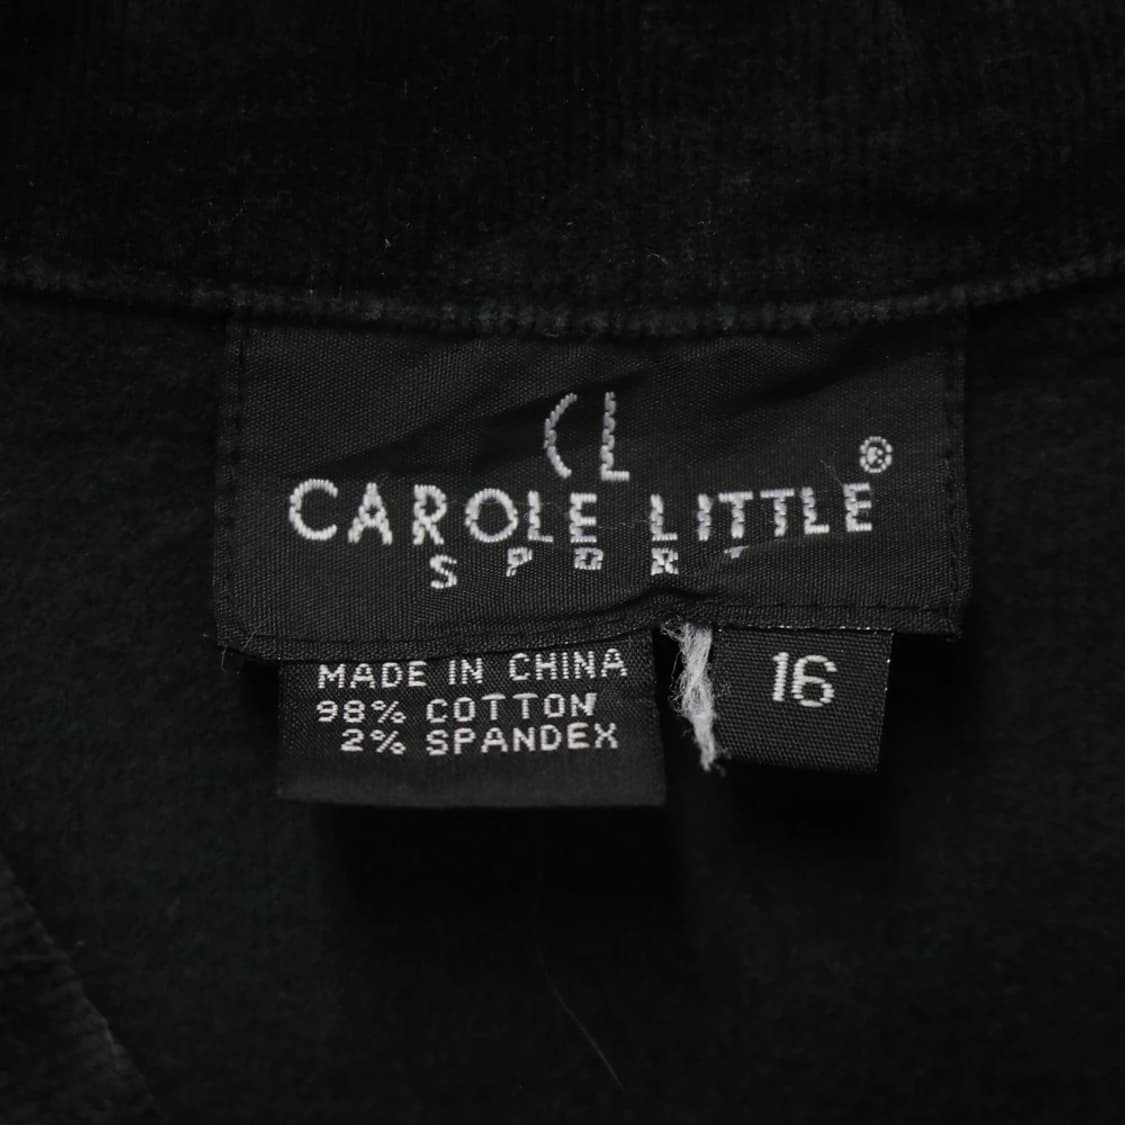 CL
®
CAROLE LITTLE
SPORT
MADE IN CHINA
98% COTTON
2% SPANDEX
16